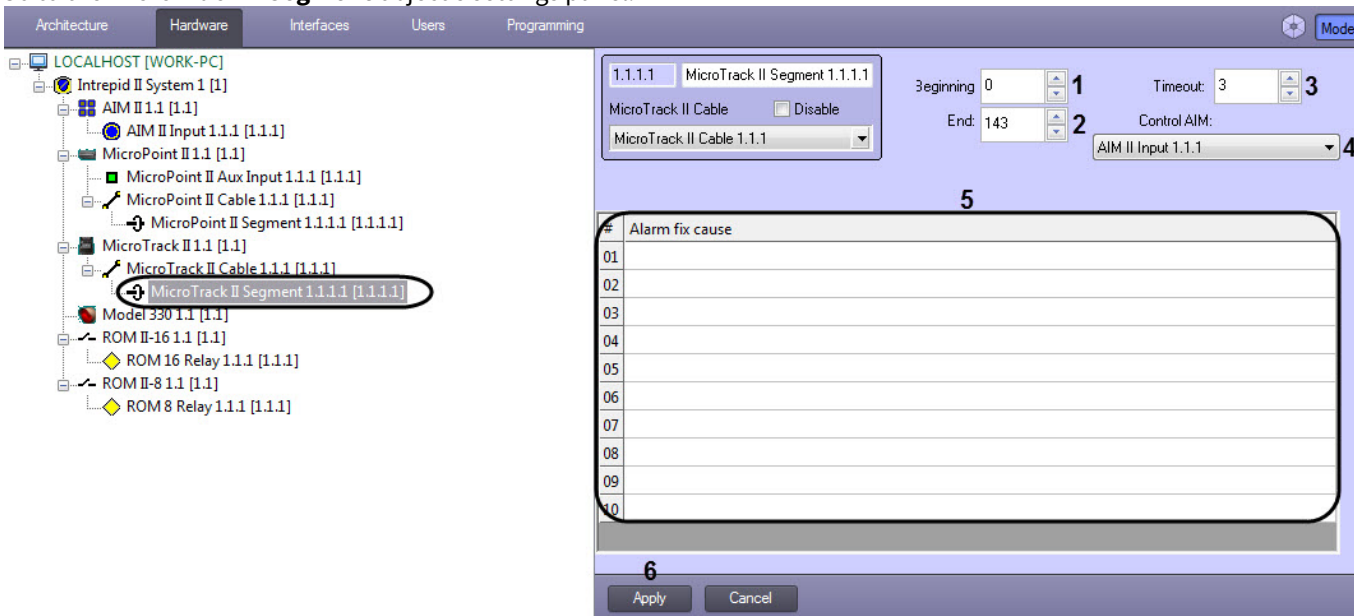 Architecture Hardware Interfaces Users Programming Mode
LOCALHOST [WORK-PC]
Intrepid II System 1 [1]
AIM II 1.1 [1.1]
AIM II Input 1.1.1 [1.1.1]
MicroPoint II 1.1 [1.1]
MicroPoint II Aux Input 1.1.1 [1.1.1]
MicroPoint II Cable 1.1.1 [1.1.1]
MicroPoint II Segment 1.1.1.1 [1.1.1.1]
MicroTrack II 1.1 [1.1]
MicroTrack II Cable 1.1.1 [1.1.1]
MicroTrack II Segment 1.1.1.1 [1.1.1.1]
Model 330 1.1 [1.1]
ROM II-16 1.1 [1.1]
ROM 16 Relay 1.1.1 [1.1.1]
ROM II-8 1.1 [1.1]
ROM 8 Relay 1.1.1 [1.1.1]
1.1.1.1 MicroTrack II Segment 1.1.1.1
MicroTrack II Cable Disable
MicroTrack II Cable 1.1.1
Beginning 0 1
End: 143 2
Timeout: 3 3
Control AIM:
AIM II Input 1.1.1 4
5
# Alarm fix cause
01
02
03
04
05
06
07
08
09
10
6
Apply Cancel